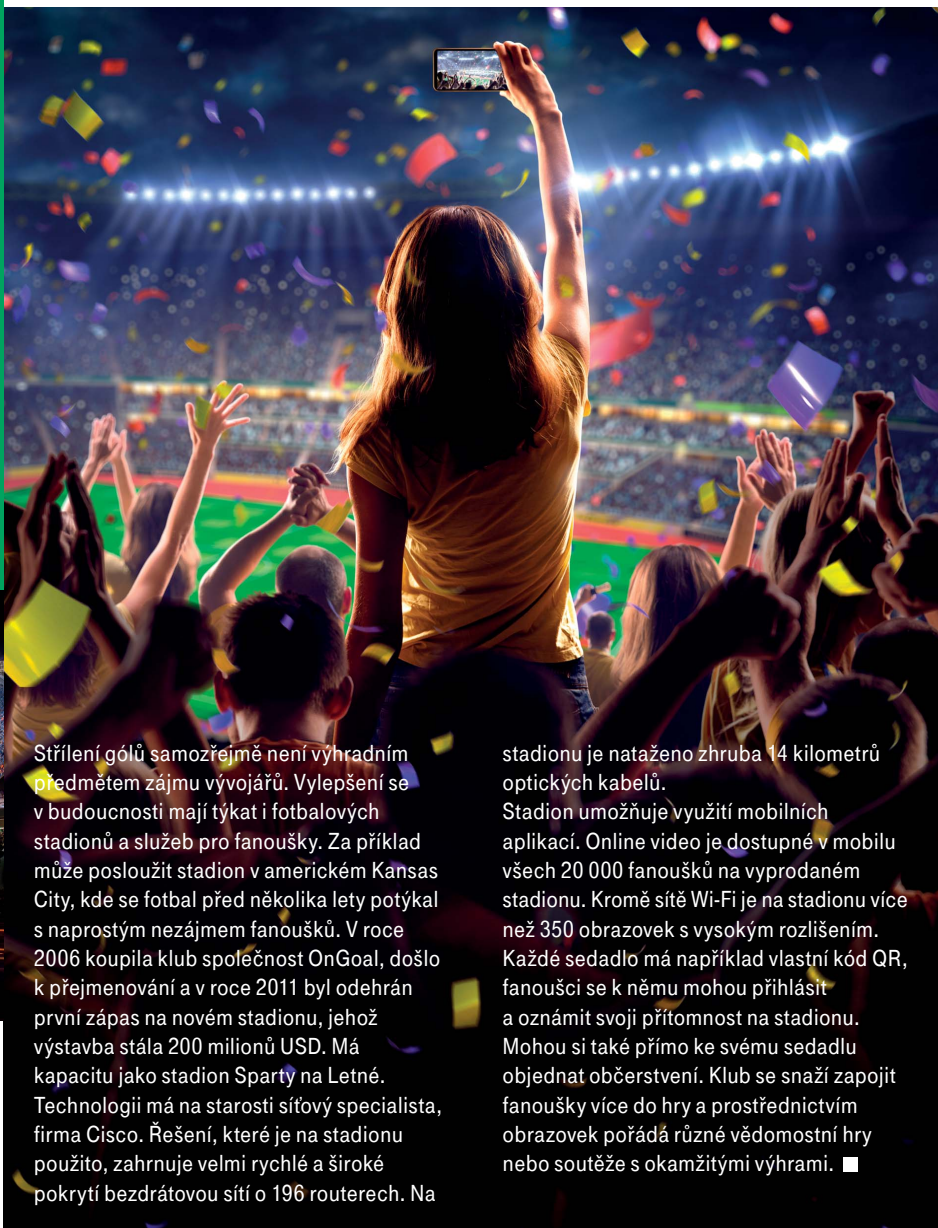 Střílení gólů samozřejmě není výhradním
předmětem zájmu vývojářů. Vylepšení se
v budoucnosti mají týkat i fotbalových
stadionů a služeb pro fanoušky. Za příklad
může posloužit stadion v americkém Kansas
City, kde se fotbal před několika lety potýkal
s naprostým nezájmem fanoušků. V roce
2006 koupila klub společnost OnGoal, došlo
k přejmenování a v roce 2011 byl odehrán
první zápas na novém stadionu, jehož
výstavba stála 200 milionů USD. Má
kapacitu jako stadion Sparty na Letné.
Technologii má na starosti síťový specialista,
firma Cisco. Řešení, které je na stadionu
použito, zahrnuje velmi rychlé a široké
pokrytí bezdrátovou sítí o 196 routerech. Na
stadionu je nataženo zhruba 14 kilometrů
optických kabelů.
Stadion umožňuje využití mobilních
aplikací. Online video je dostupné v mobilu
všech 20 000 fanoušků na vyprodaném
stadionu. Kromě sítě Wi-Fi je na stadionu více
než 350 obrazovek s vysokým rozlišením.
Každé sedadlo má například vlastní kód QR,
fanoušci se k němu mohou přihlásit
a oznámit svoji přítomnost na stadionu.
Mohou si také přímo ke svému sedadlu
objednat občerstvení. Klub se snaží zapojit
fanoušky více do hry a prostřednictvím
obrazovek pořádá různé vědomostní hry
nebo soutěže s okamžitými výhrami.